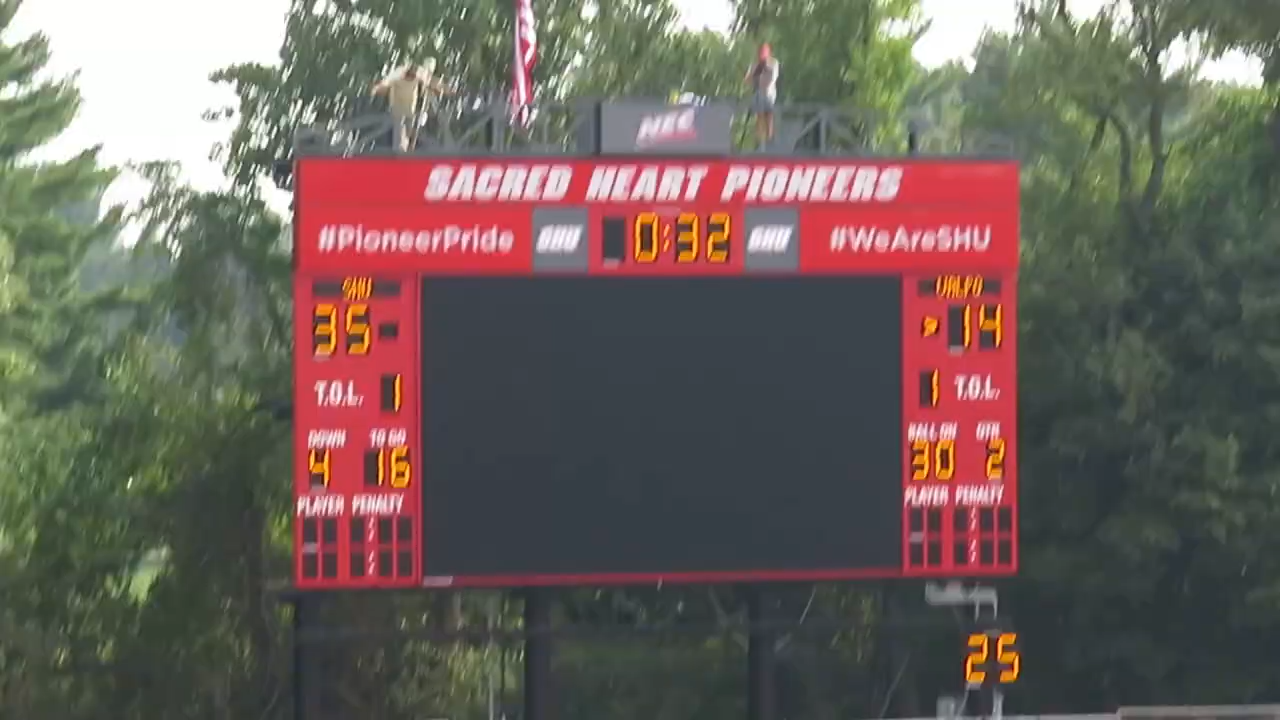 NEC
SACRED HEART PIONEERS
#PioneerPride SHU 0:32 SHU #WeAreSHU
SHU VALPO
35 14
T.O.L. 1 1 T.O.L.
DOWN TO GO BALL ON QTR
4 16 30 2
PLAYER PENALTY PLAYER PENALTY
25